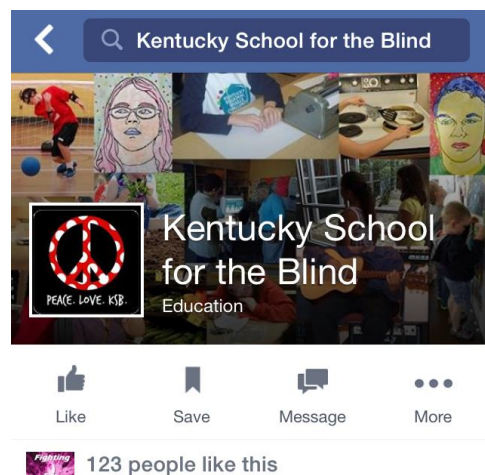 Kentucky School for the Blind
Kentucky School
for the Blind
Education
PEACE. LOVE. KSB.
Like
Save
Message
More
Fighting
123 people like this